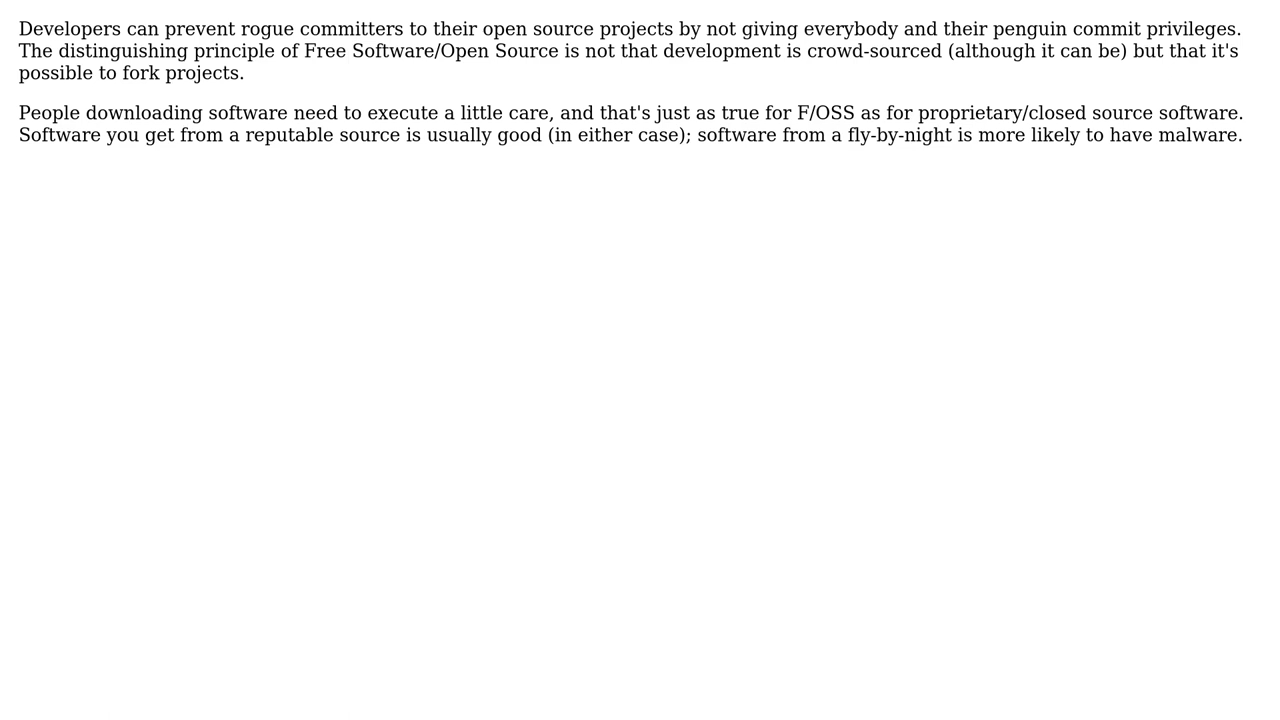 Developers can prevent rogue committers to their open source projects by not giving everybody and their penguin commit privileges.
The distinguishing principle of Free Software/Open Source is not that development is crowd-sourced (although it can be) but that it's
possible to fork projects.
People downloading software need to execute a little care, and that's just as true for F/OSS as for proprietary/closed source software.
Software you get from a reputable source is usually good (in either case); software from a fly-by-night is more likely to have malware.